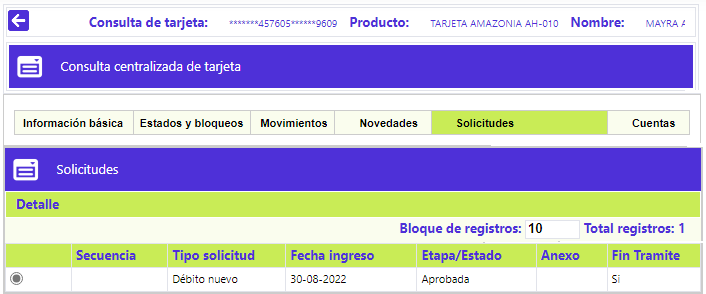 Consulta de tarjeta: *******457605******9609 Producto: TARJETA AMAZONIA AH-010 Nombre: MAYRA A
Consulta centralizada de tarjeta
Información básica Estados y bloqueos Movimientos Novedades Solicitudes Cuentas
Solicitudes
Detalle
Bloque de registros: 10 Total registros: 1
Secuencia Tipo solicitud Fecha ingreso Etapa/Estado Anexo Fin Tramite
Débito nuevo 30-08-2022 Aprobada Si